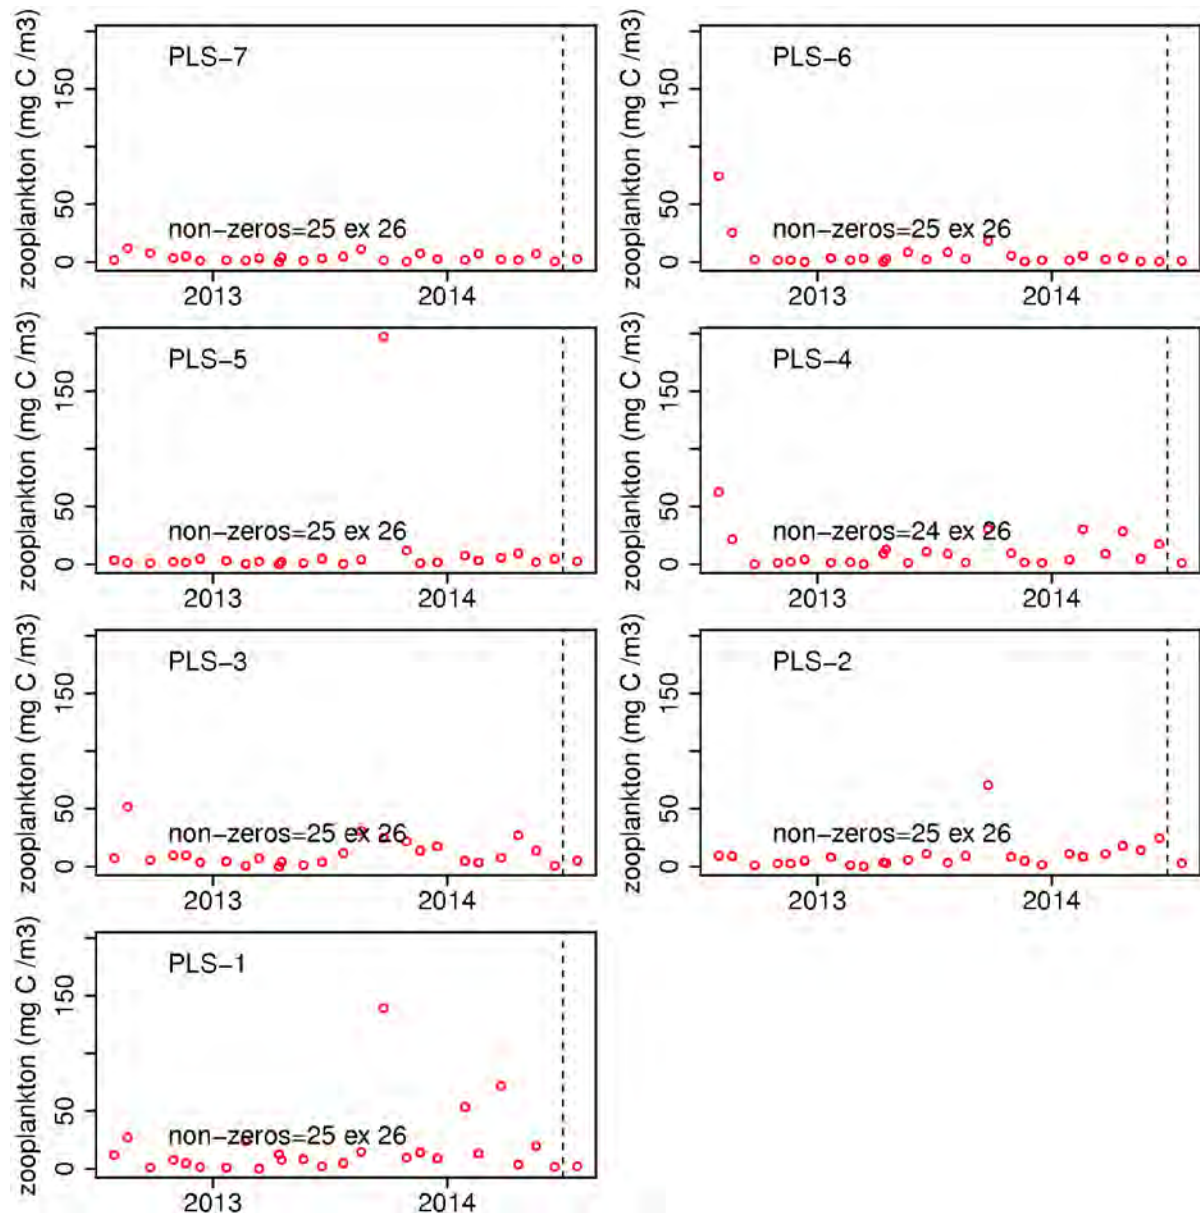 PLS-7
zooplankton (mg C /m3)
0 50 150
non-zeros=25 ex 26
2013 2014
PLS-6
zooplankton (mg C /m3)
0 50 150
non-zeros=25 ex 26
2013 2014
PLS-5
zooplankton (mg C /m3)
0 50 150
non-zeros=25 ex 26
2013 2014
PLS-4
zooplankton (mg C /m3)
0 50 150
non-zeros=24 ex 26
2013 2014
PLS-3
zooplankton (mg C /m3)
0 50 150
non-zeros=25 ex 26
2013 2014
PLS-2
zooplankton (mg C /m3)
0 50 150
non-zeros=25 ex 26
2013 2014
PLS-1
zooplankton (mg C /m3)
0 50 150
non-zeros=25 ex 26
2013 2014